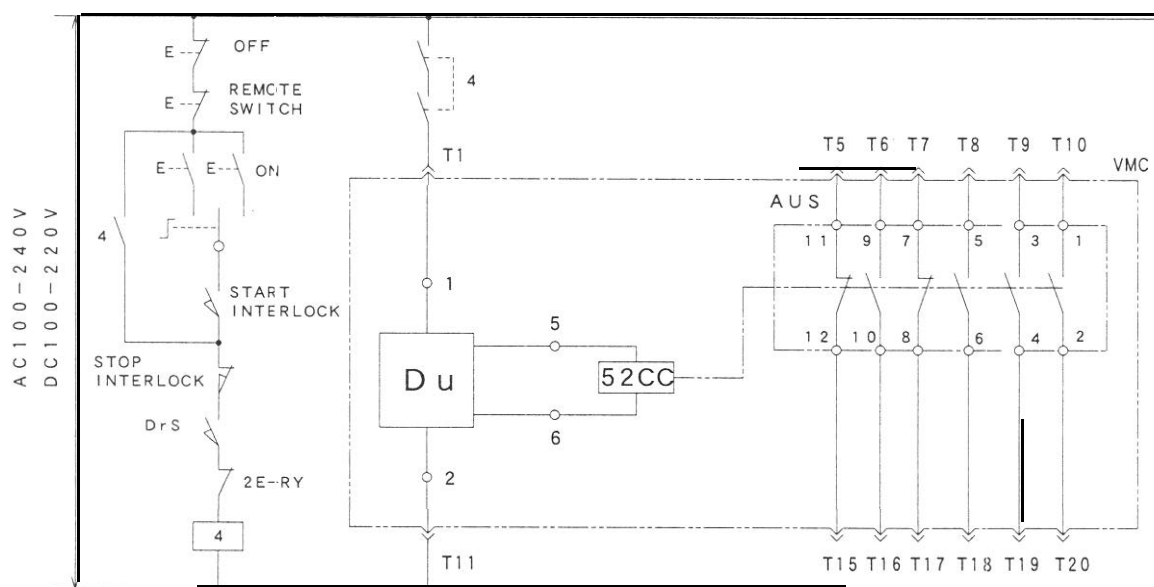 AC100-240V
DC100-220V
E OFF
E REMOTE
SWITCH
E E ON
4
START
INTERLOCK
STOP
INTERLOCK
DrS
2E-RY
4
4
T1
1
Du
5
52CC
6
2
T11
T5 T6 T7 T8 T9 T10
VMC
AUS
11 9 7 5 3 1
12 10 8 6 4 2
T15 T16 T17 T18 T19 T20